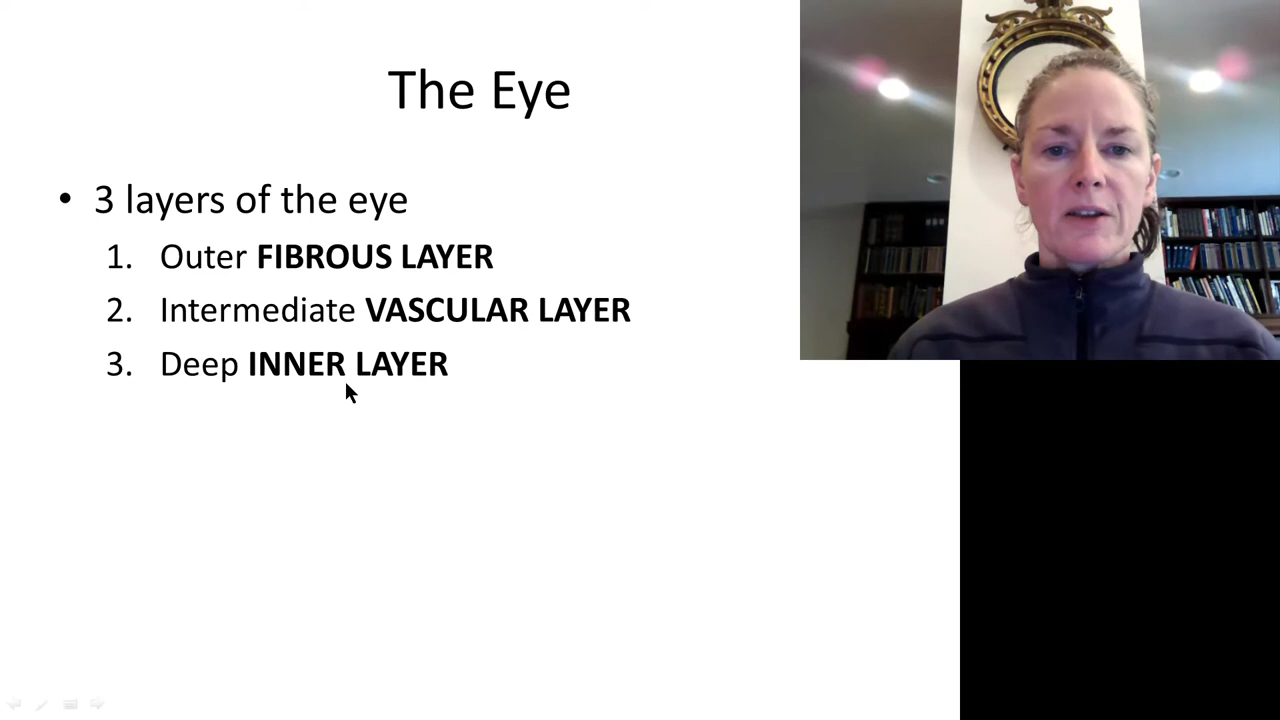 The Eye
• 3 layers of the eye
1. Outer FIBROUS LAYER
2. Intermediate VASCULAR LAYER
3. Deep INNER LAYER